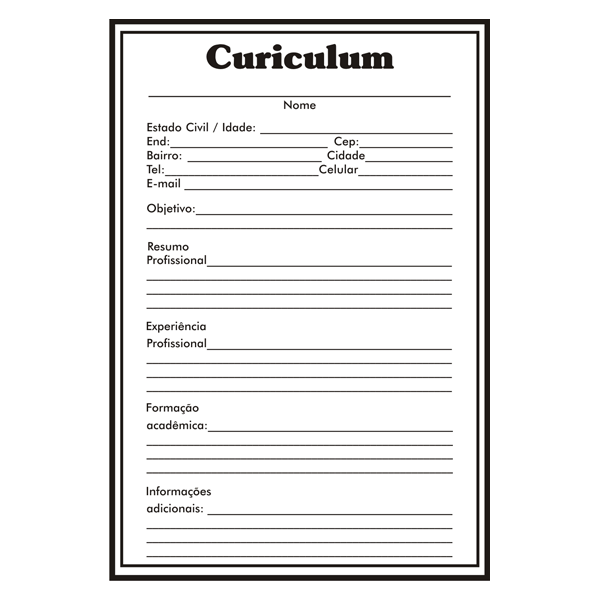 Curiculum
Nome
Estado Civil / Idade:
End: Cep:
Bairro: Cidade
Tel: Celular
E-mail
Objetivo:
Resumo
Profissional
Experiência
Profissional
Formação
acadêmica:
Informações
adicionais: